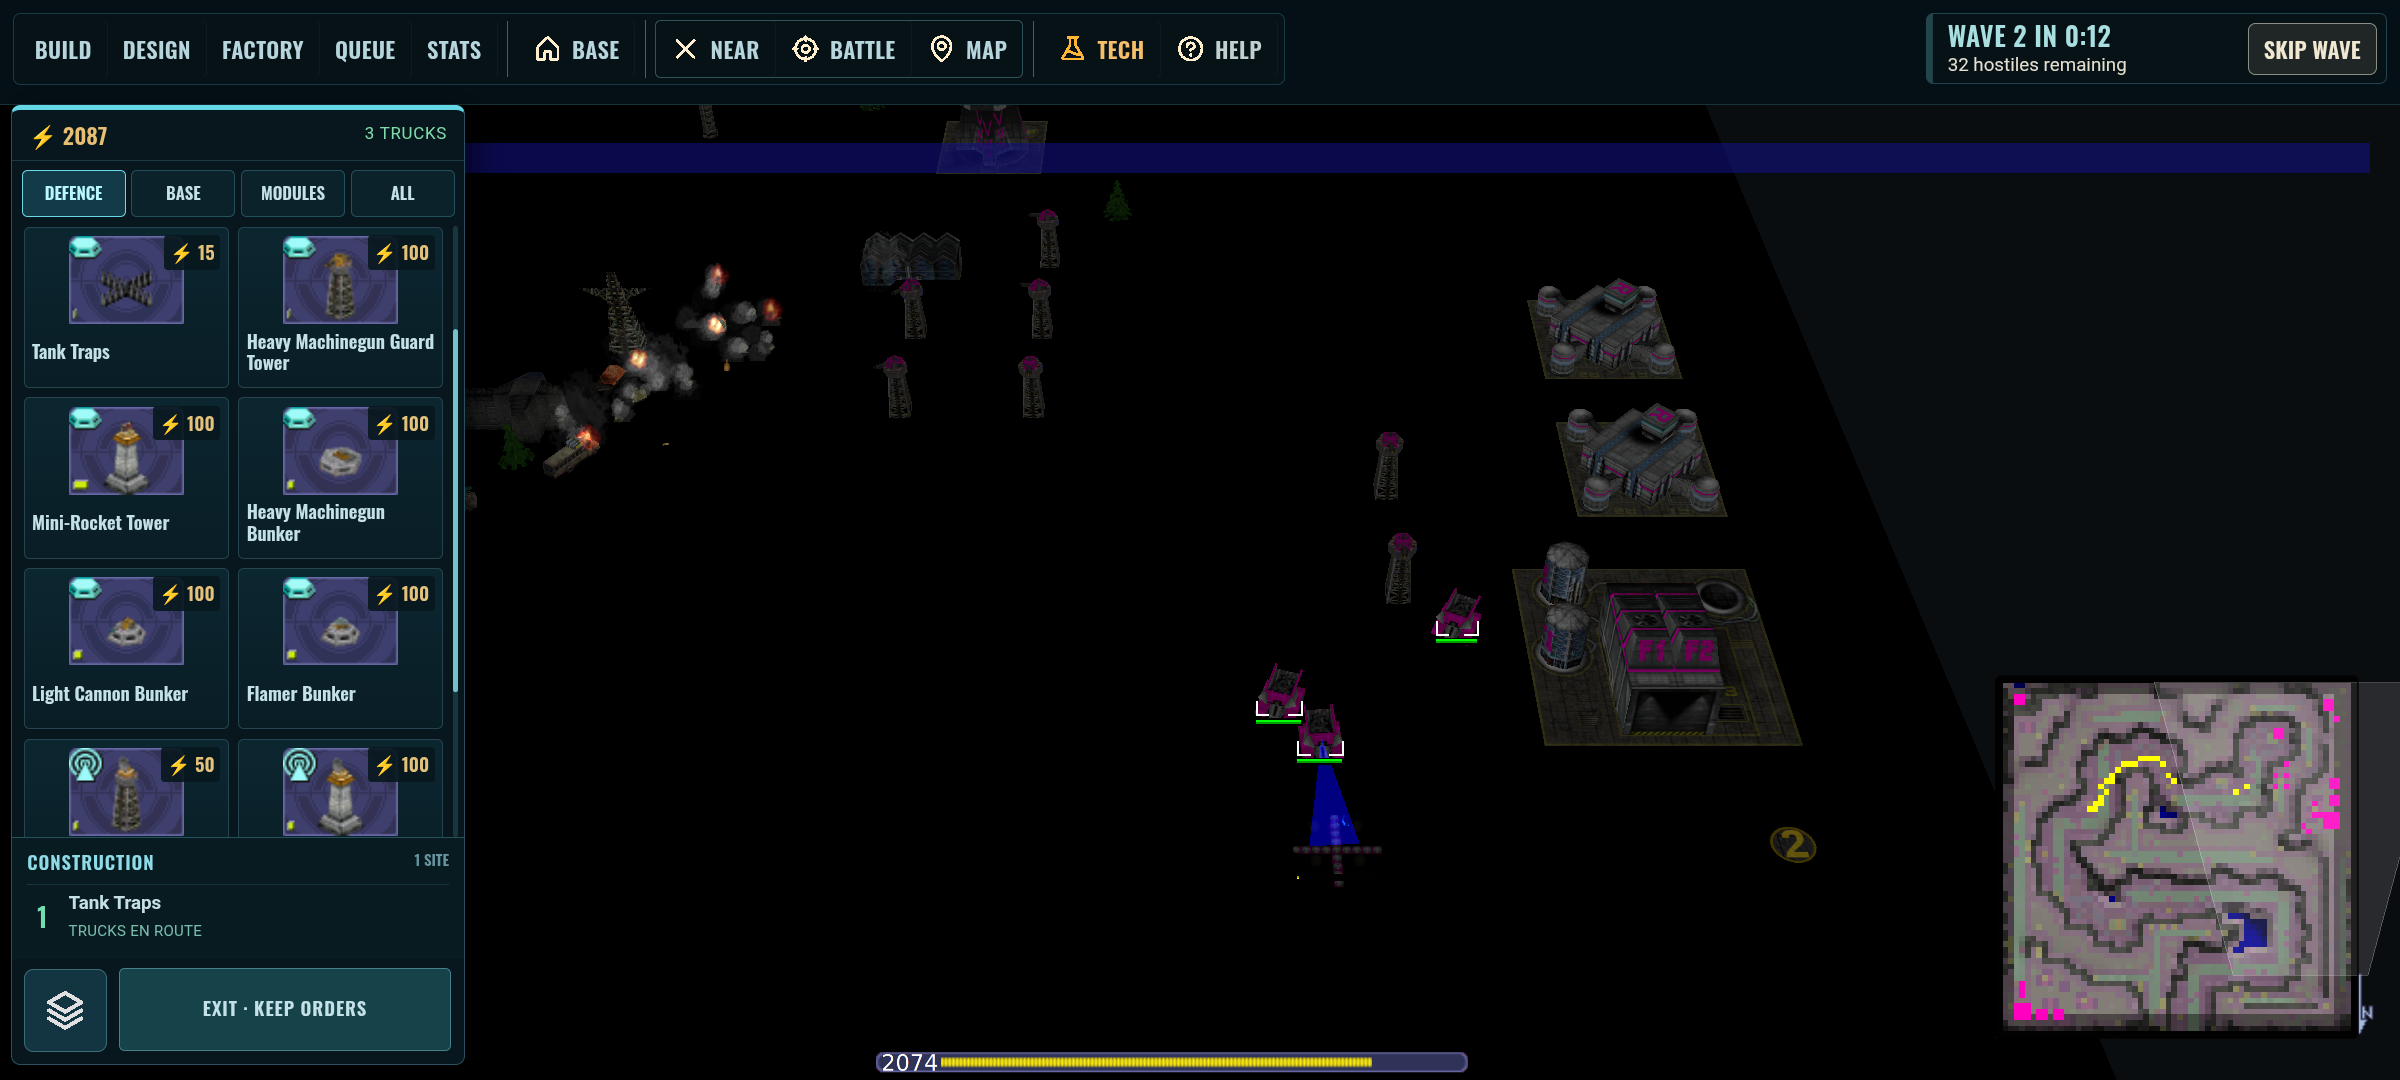 BUILD DESIGN FACTORY QUEUE STATS BASE NEAR BATTLE MAP TECH HELP
WAVE 2 IN 0:12
32 hostiles remaining
SKIP WAVE
2087 3 TRUCKS
DEFENCE BASE MODULES ALL
15
Tank Traps
100
Heavy Machinegun Guard
Tower
100
Mini-Rocket Tower
100
Heavy Machinegun
Bunker
100
Light Cannon Bunker
100
Flamer Bunker
50
100
CONSTRUCTION 1 SITE
1 Tank Traps
TRUCKS EN ROUTE
EXIT · KEEP ORDERS
F1 F2
3
2
2074
N